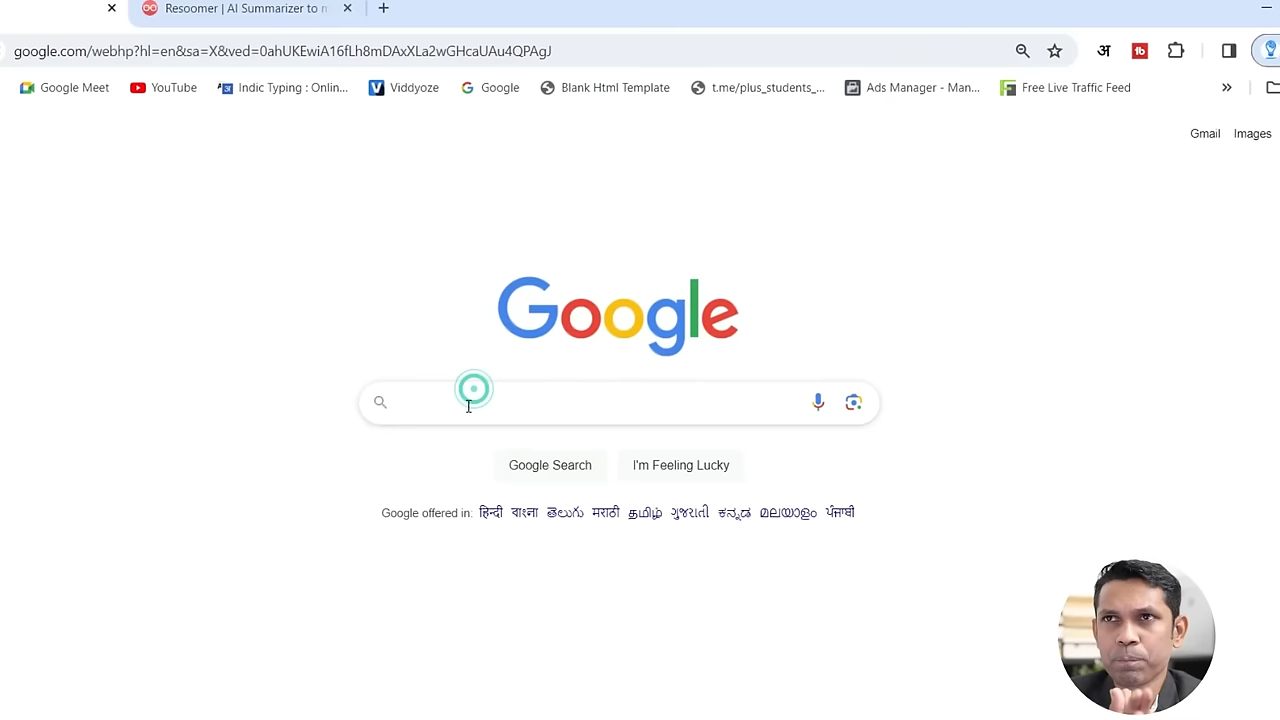 Resoomer | AI Summarizer to m
google.com/webhp?hl=en&sa=X&ved=0ahUKEwiA16fLh8mDAxXLa2wGHcaUAu4QPAgJ
अ
tb
Google Meet YouTube Indic Typing : Onlin... Viddyoze Google Blank Html Template t.me/plus_students_... Ads Manager - Man... Free Live Traffic Feed
Gmail Images
Google
Google Search I'm Feeling Lucky
Google offered in: हिन्दी বাংলা తెలుగు मराठी தமிழ் ગુજરાતી ಕನ್ನಡ മലയാളം ਪੰਜਾਬੀ